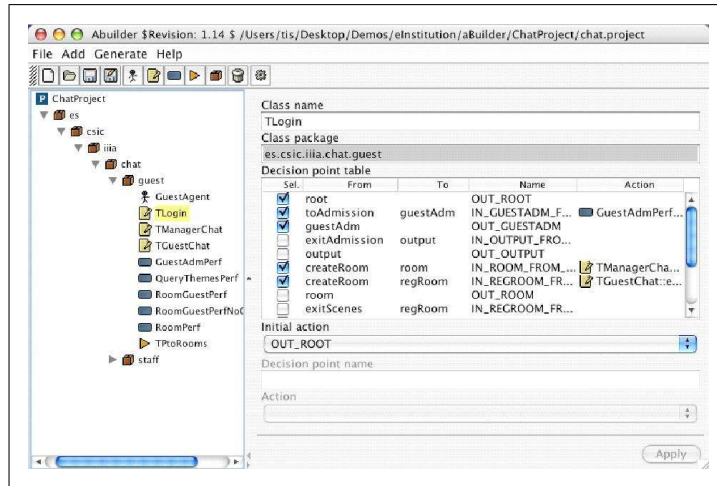 Abuilder $Revision: 1.14 $ /Users/tis/Desktop/Demos/eInstitution/aBuilder/ChatProject/chat.project
File Add Generate Help
P ChatProject
es
csic
iiia
chat
guest
GuestAgent
TLogin
TManagerChat
TGuestChat
GuestAdmPerf
QueryThemesPerf
RoomGuestPerf
RoomGuestPerfNoC
RoomPerf
TPtoRooms
staff
Class name
TLogin
Class package
es.csic.iiia.chat.guest
Decision point table
Sel. From To Name Action
root OUT_ROOT
toAdmission guestAdm IN_GUESTADM_F... GuestAdmPerf...
guestAdm OUT_GUESTADM
exitAdmission output IN_OUTPUT_FRO...
output OUT_OUTPUT
createRoom room IN_ROOM_FROM_... TManagerCha...
createRoom regRoom IN_REGROOM_FR... TGuestChat::e...
room OUT_ROOM
exitScenes regRoom IN_REGROOM_FR...
Initial action
OUT_ROOT
Decision point name
Action
Apply